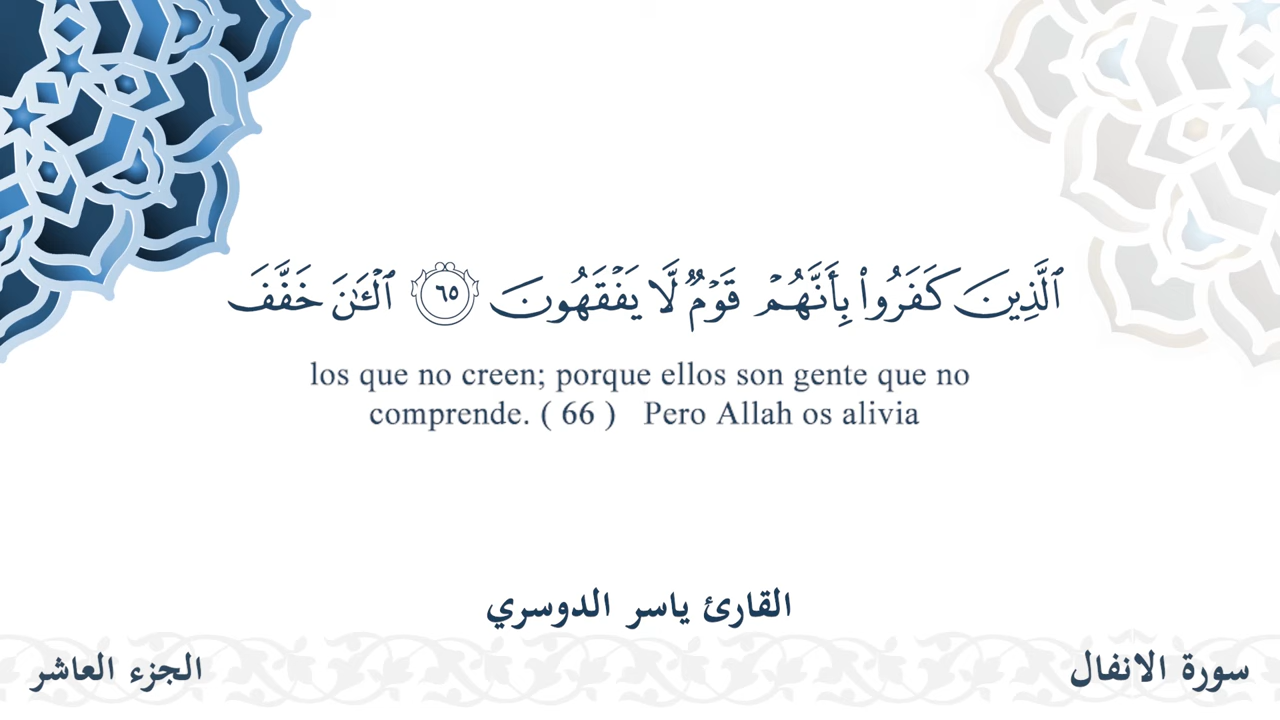 ٱلَّذِينَ كَفَرُوا۟ بِأَنَّهُمْ قَوْمٌۭ لَّا يَفْقَهُونَ ٦٥ ٱلْـَٔـٰنَ خَفَّفَ
los que no creen; porque ellos son gente que no
comprende. ( 66 ) Pero Allah os alivia
القارئ ياسر الدوسري
سورة الانفال
الجزء العاشر